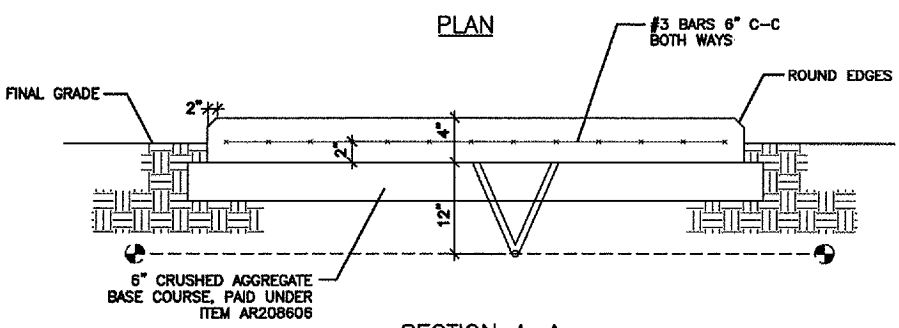 PLAN
#3 BARS 6" C-C
BOTH WAYS
FINAL GRADE
ROUND EDGES
2"
4"
2"
12"
6" CRUSHED AGGREGATE
BASE COURSE, PAID UNDER
ITEM AR208606
SECTION A-A